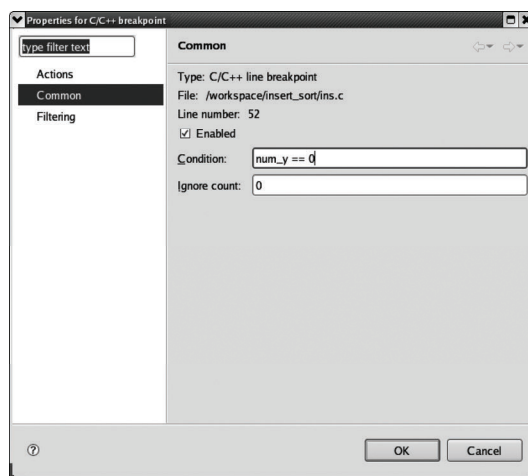 Properties for C/C++ breakpoint
type filter text
Actions
Common
Filtering
Common
Type: C/C++ line breakpoint
File: /workspace/insert_sort/ins.c
Line number: 52
Enabled
Condition: num_y == 0
Ignore count: 0
?
OK
Cancel